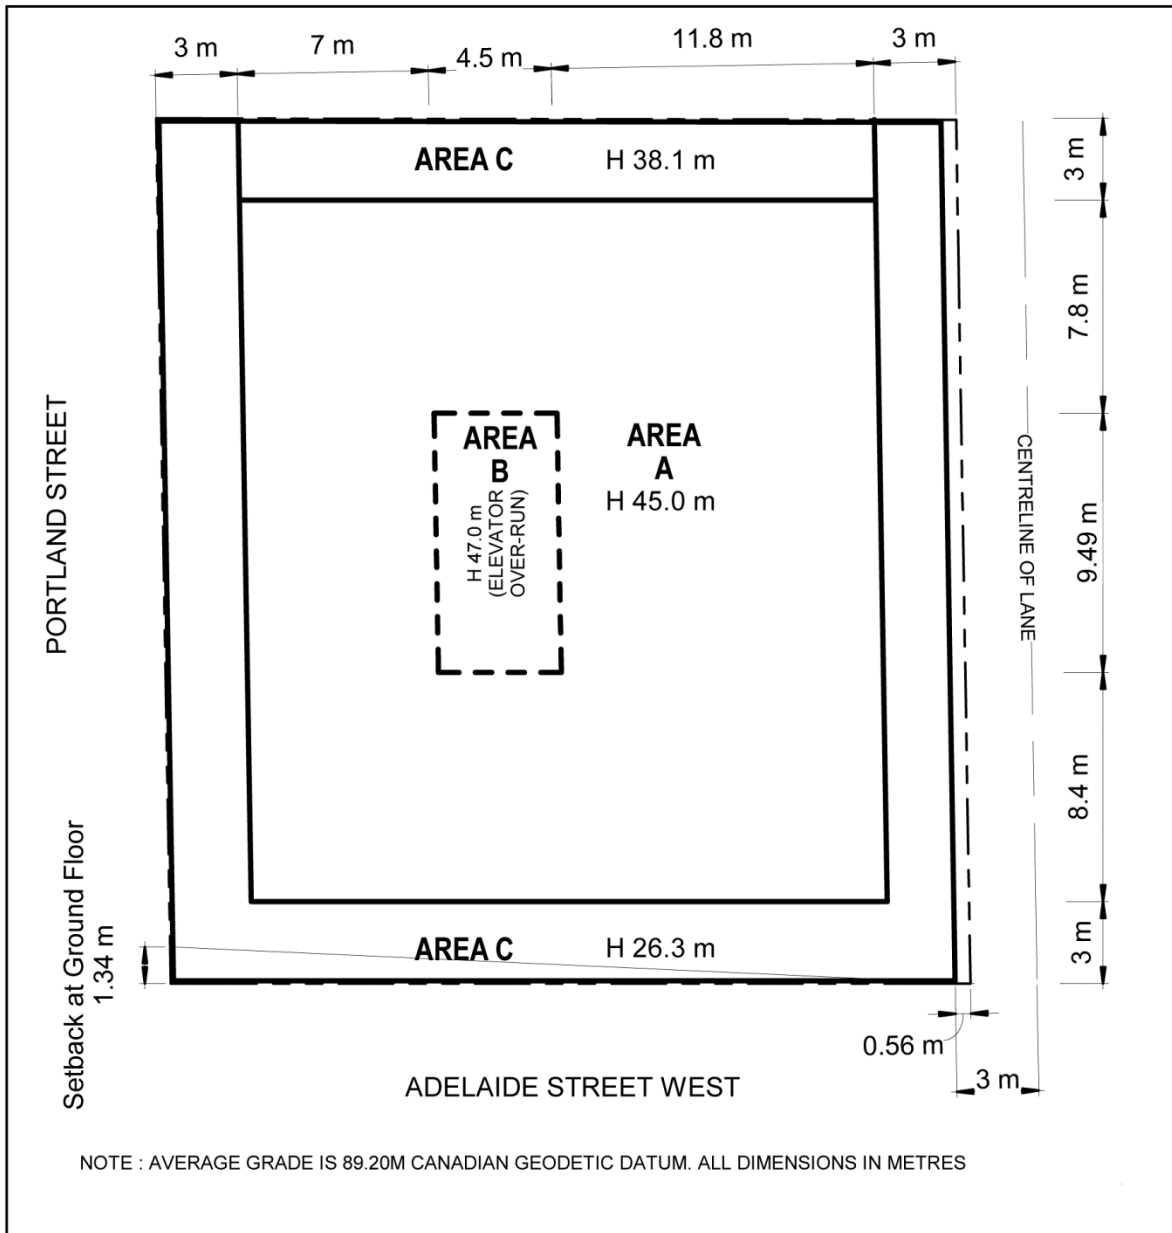 3 m
7 m
4.5 m
11.8 m
3 m
AREA C
H 38.1 m
3 m
7.8 m
9.49 m
8.4 m
3 m
AREA
B
H 47.0 m
(ELEVATOR
OVER-RUN)
AREA
A
H 45.0 m
PORTLAND STREET
CENTRELINE OF LANE
Setback at Ground Floor
1.34 m
AREA C
H 26.3 m
0.56 m
3 m
ADELAIDE STREET WEST
NOTE : AVERAGE GRADE IS 89.20M CANADIAN GEODETIC DATUM. ALL DIMENSIONS IN METRES